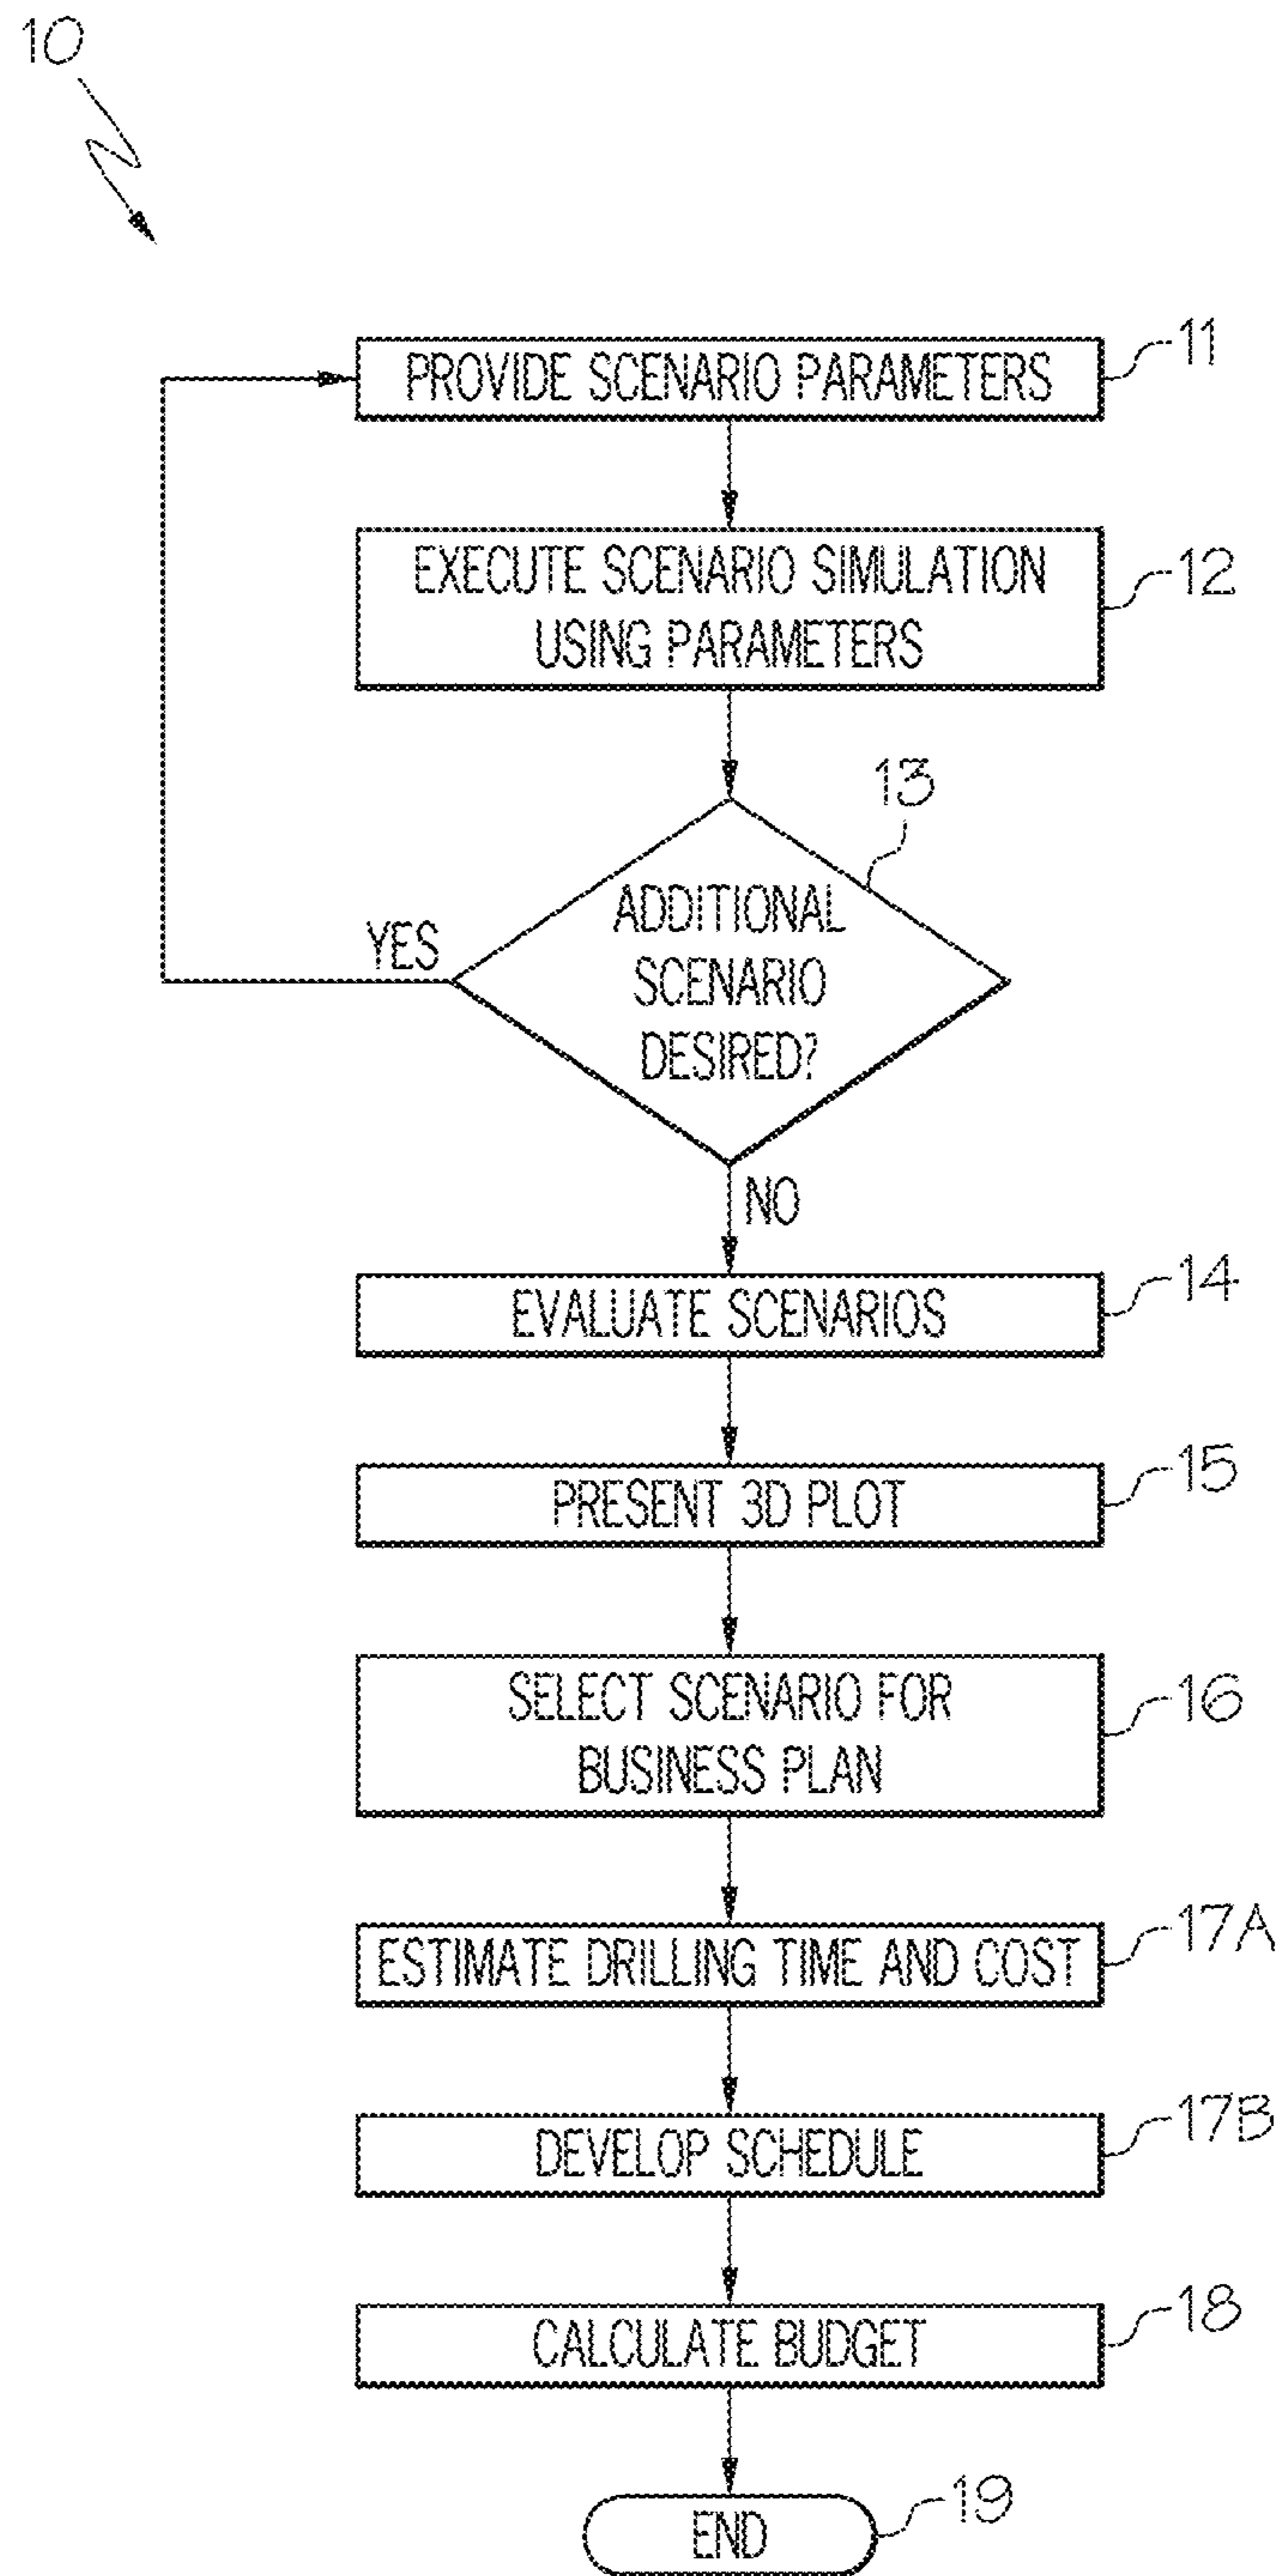 10
PROVIDE SCENARIO PARAMETERS
11
EXECUTE SCENARIO SIMULATION
USING PARAMETERS
12
13
ADDITIONAL
SCENARIO
DESIRED?
YES
NO
EVALUATE SCENARIOS
14
PRESENT 3D PLOT
15
SELECT SCENARIO FOR
BUSINESS PLAN
16
ESTIMATE DRILLING TIME AND COST
17A
DEVELOP SCHEDULE
17B
CALCULATE BUDGET
18
END
19